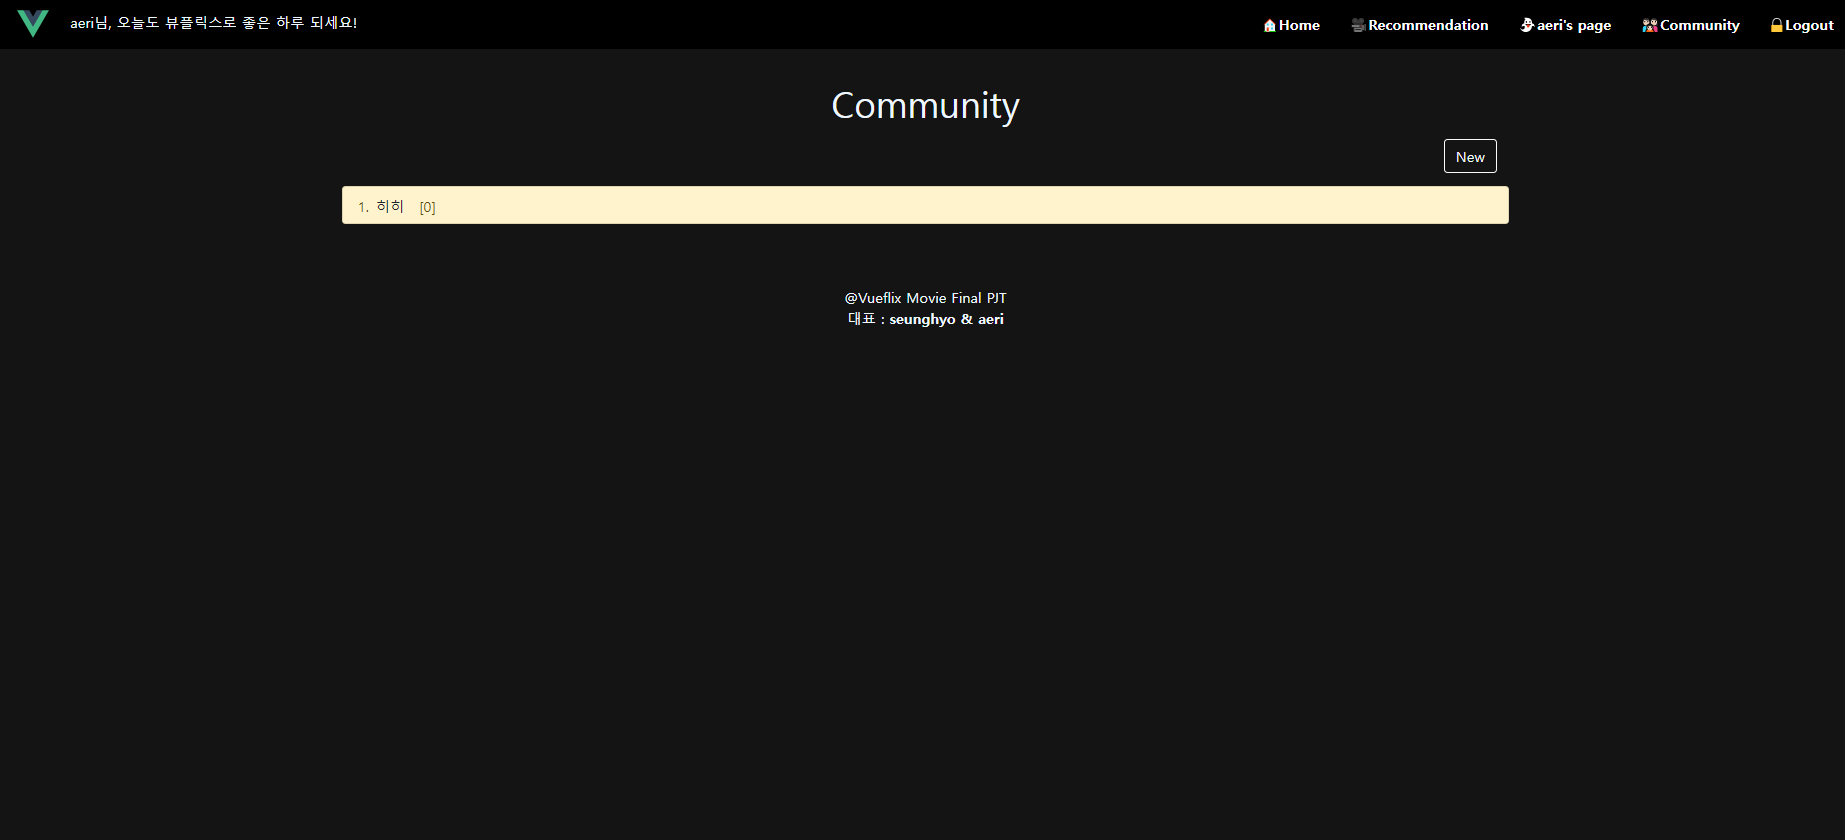 aeri님, 오늘도 뷰플릭스로 좋은 하루 되세요!
Home Recommendation aeri's page Community Logout
Community
New
1. 히히 [0]
@Vueflix Movie Final PJT
대표 : seunghyo & aeri